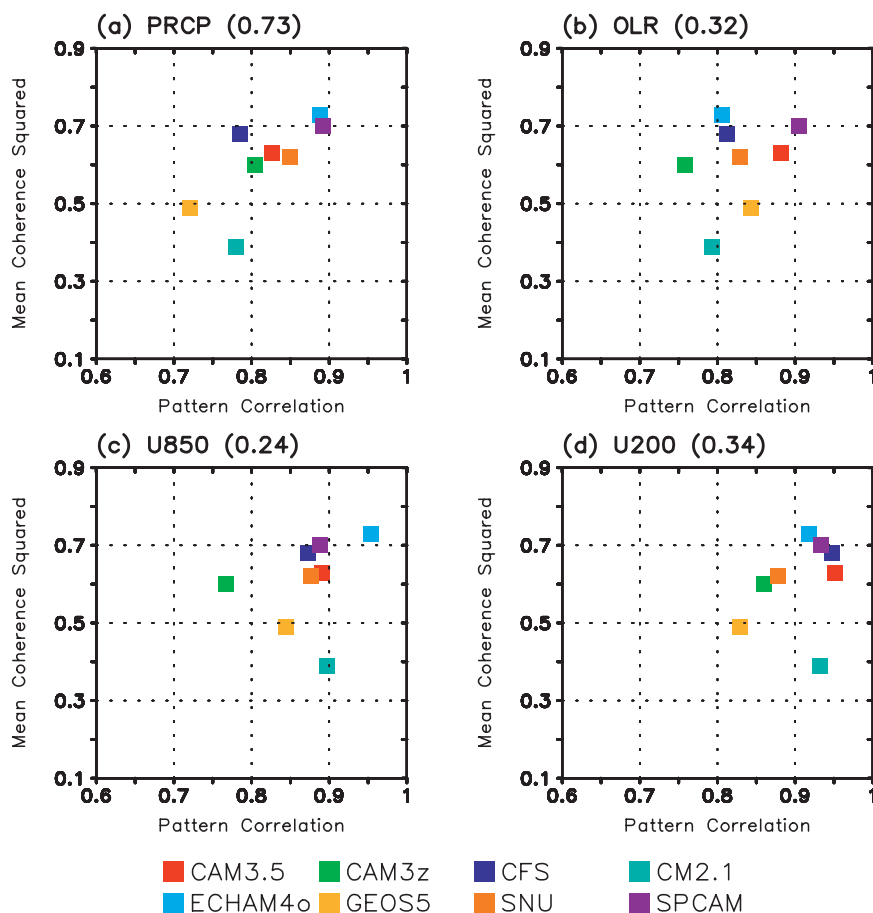 (a) PRCP (0.73)
0.9
0.7
0.5
0.3
0.1
Mean Coherence Squared
0.6 0.7 0.8 0.9 1
Pattern Correlation
(b) OLR (0.32)
0.9
0.7
0.5
0.3
0.1
Mean Coherence Squared
0.6 0.7 0.8 0.9 1
Pattern Correlation
(c) U850 (0.24)
0.9
0.7
0.5
0.3
0.1
Mean Coherence Squared
0.6 0.7 0.8 0.9 1
Pattern Correlation
(d) U200 (0.34)
0.9
0.7
0.5
0.3
0.1
Mean Coherence Squared
0.6 0.7 0.8 0.9 1
Pattern Correlation
CAM3.5 CAM3z CFS CM2.1
ECHAM4o GEOS5 SNU SPCAM